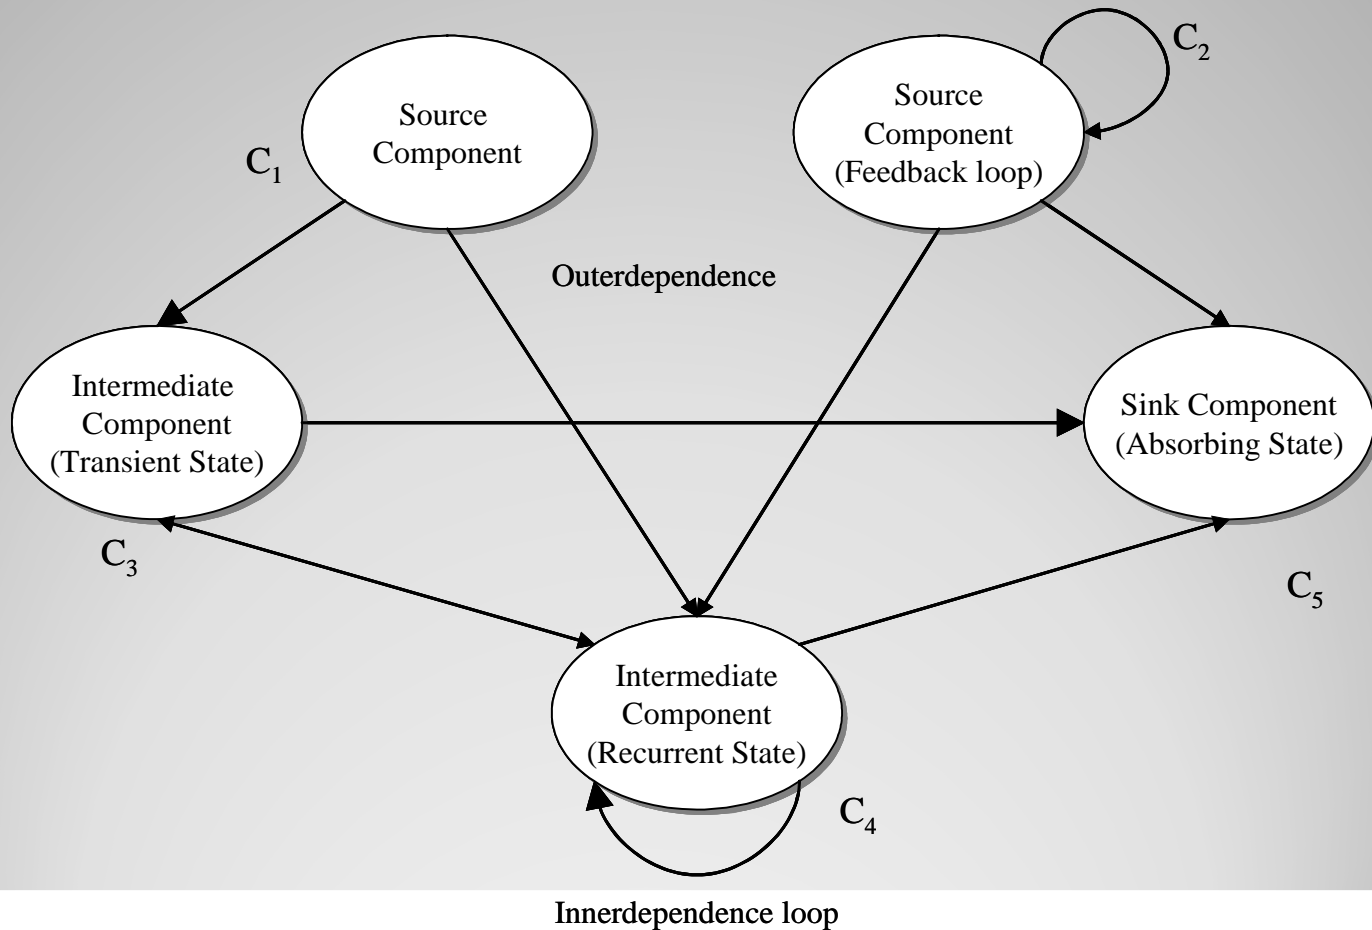 Source
Component
C1
Source
Component
(Feedback loop)
C2
Outerdependence
Intermediate
Component
(Transient State)
C3
Sink Component
(Absorbing State)
C5
Intermediate
Component
(Recurrent State)
C4
Innerdependence loop